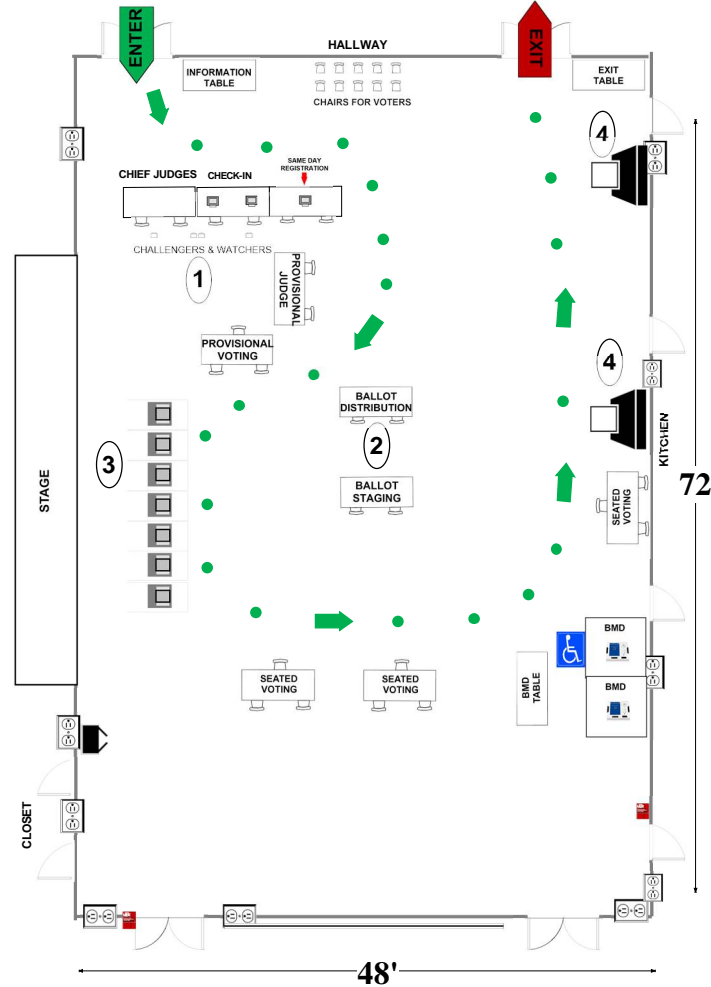 ENTER
EXIT
HALLWAY
INFORMATION
TABLE
EXIT
TABLE
CHAIRS FOR VOTERS
4
SAME DAY
REGISTRATION
CHIEF JUDGES
CHECK-IN
CHALLENGERS & WATCHERS
1
PROVISIONAL
JUDGE
PROVISIONAL
VOTING
4
BALLOT
DISTRIBUTION
2
3
KITCHEN
STAGE
BALLOT
STAGING
72
SEATED
VOTING
BMD
SEATED
VOTING
SEATED
VOTING
BMD
TABLE
BMD
CLOSET
48'